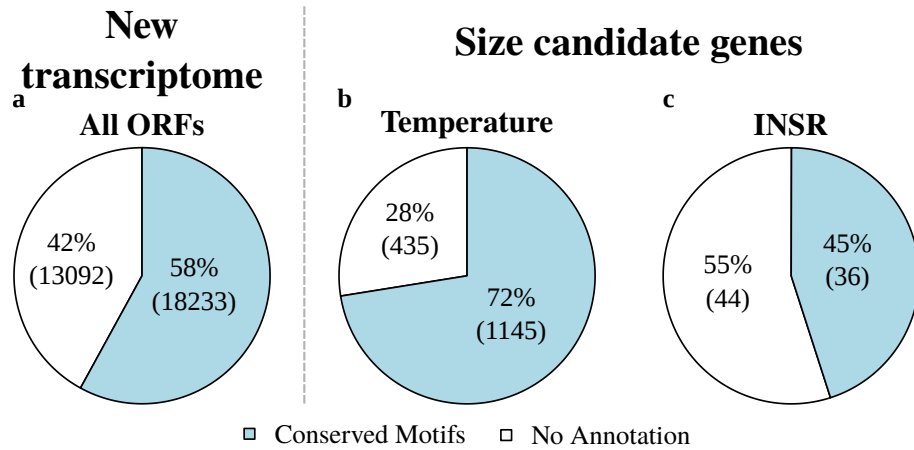 New
transcriptome
Size candidate genes
a
All ORFs
42%
(13092)
58%
(18233)
b
Temperature
28%
(435)
72%
(1145)
c
INSR
55%
(44)
45%
(36)
Conserved Motifs
No Annotation